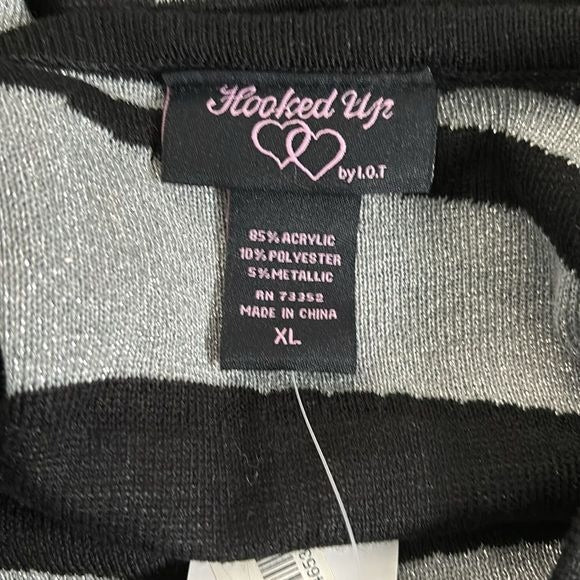 Hooked Up
by I.O.T
85% ACRYLIC
10% POLYESTER
5% METALLIC
RN 73352
MADE IN CHINA
XL